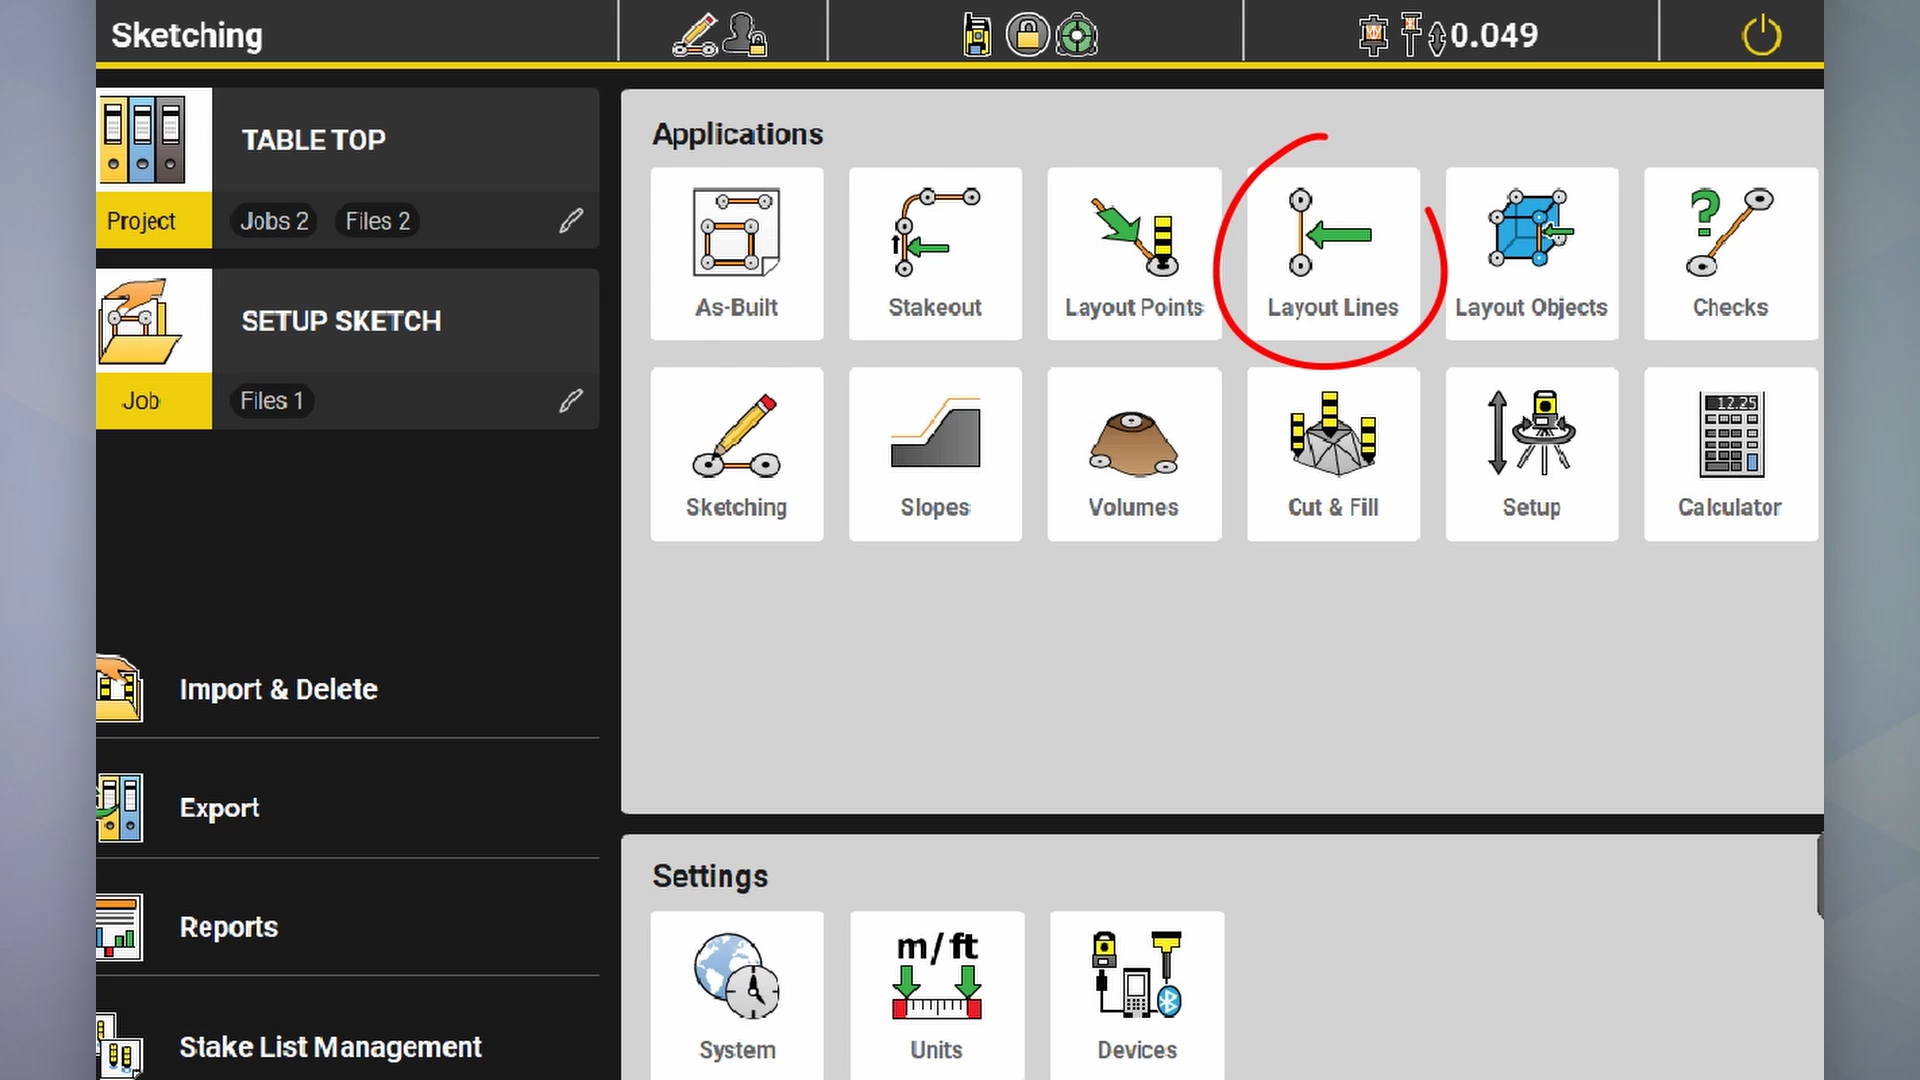 Sketching
0.049
TABLE TOP
Project
Jobs 2
Files 2
SETUP SKETCH
Job
Files 1
Import & Delete
Export
Reports
Stake List Management
Applications
As-Built
Stakeout
Layout Points
Layout Lines
Layout Objects
?
Checks
Sketching
Slopes
Volumes
Cut & Fill
Setup
12.25
Calculator
Settings
System
m/ft
Units
Devices